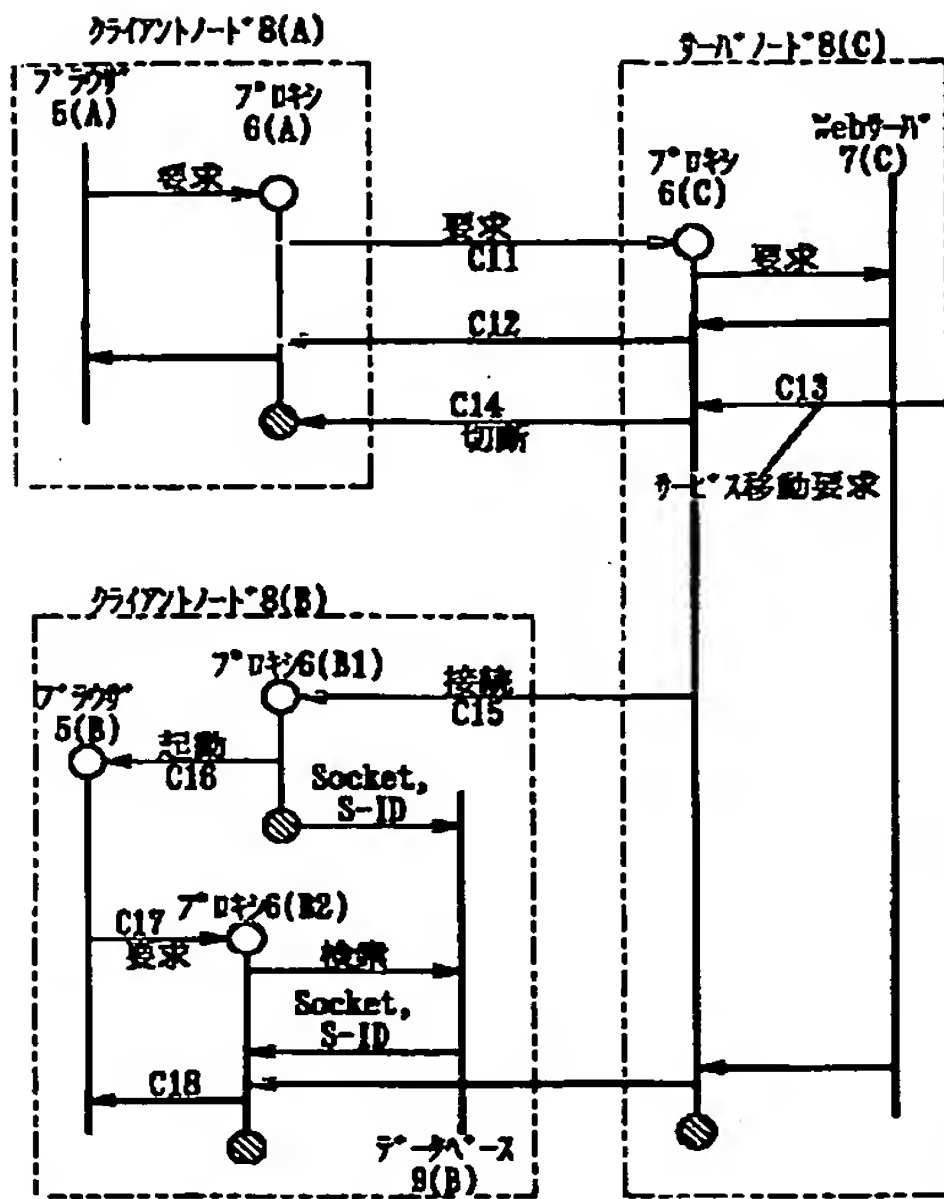 クライアントノード8(A)
ブラウザ
5(A)
プロキシ
6(A)
サーバノード8(C)
Webサーバ
7(C)
プロキシ
6(C)
要求
要求
C11
要求
C12
C13
C14
切断
サービス移動要求
クライアントノード8(B)
プロキシ6(B1)
ブラウザ
5(B)
接続
C15
起動
C16
Socket,
S-ID
プロキシ6(B2)
C17
要求
検索
Socket,
S-ID
C18
データベース
9(B)